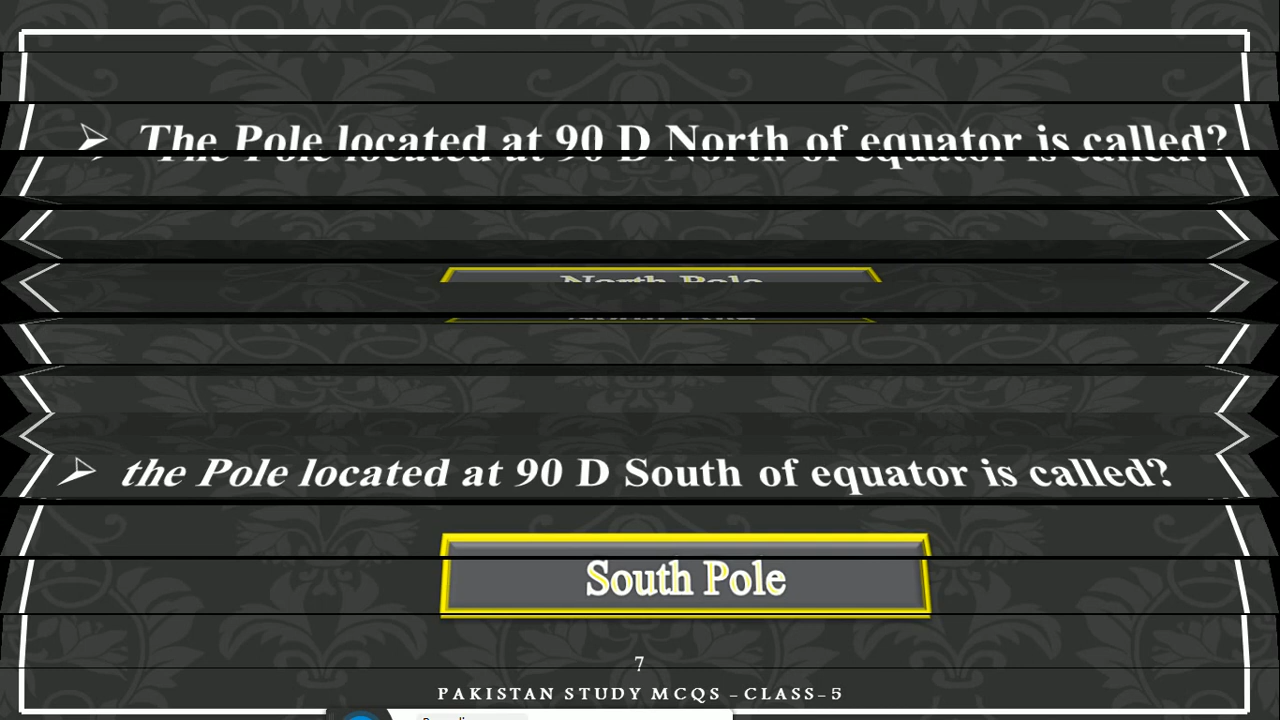 The Pole located at 90 D North of equator is called?
North Pole
the Pole located at 90 D South of equator is called?
South Pole
7
PAKISTAN STUDY MCQS -CLASS-5